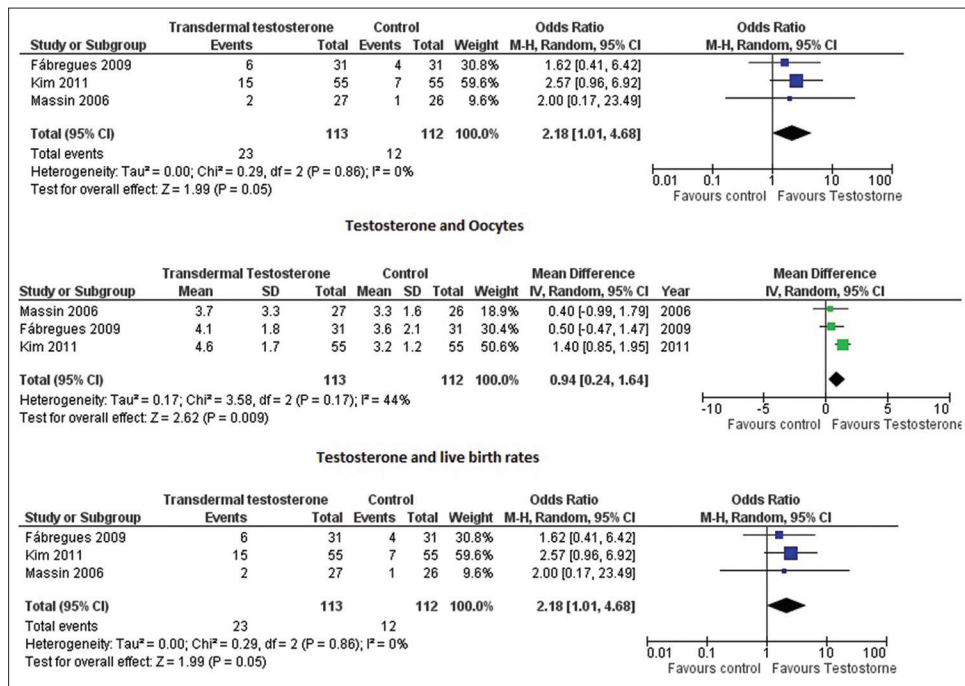 Transdermal testosterone Control Odds Ratio Odds Ratio
Study or Subgroup Events Total Events Total Weight M-H, Random, 95% CI M-H, Random, 95% CI
Fábregues 2009 6 31 4 31 30.8% 1.62 [0.41, 6.42]
Kim 2011 15 55 7 55 59.6% 2.57 [0.96, 6.92]
Massin 2006 2 27 1 26 9.6% 2.00 [0.17, 23.49]
Total (95% CI) 113 112 100.0% 2.18 [1.01, 4.68]
Total events 23 12
Heterogeneity: Tau² = 0.00; Chi² = 0.29, df = 2 (P = 0.86); I² = 0%
Test for overall effect: Z = 1.99 (P = 0.05)
0.01 0.1 1 10 100
Favours control Favours Testostorne
Testosterone and Oocytes
Transdermal Testosterone Control Mean Difference Mean Difference
Study or Subgroup Mean SD Total Mean SD Total Weight IV, Random, 95% CI Year IV, Random, 95% CI
Massin 2006 3.7 3.3 27 3.3 1.6 26 18.9% 0.40 [-0.99, 1.79] 2006
Fábregues 2009 4.1 1.8 31 3.6 2.1 31 30.4% 0.50 [-0.47, 1.47] 2009
Kim 2011 4.6 1.7 55 3.2 1.2 55 50.6% 1.40 [0.85, 1.95] 2011
Total (95% CI) 113 112 100.0% 0.94 [0.24, 1.64]
Heterogeneity: Tau² = 0.17; Chi² = 3.58, df = 2 (P = 0.17); I² = 44%
Test for overall effect: Z = 2.62 (P = 0.009)
-10 -5 0 5 10
Favours control Favours Testosterone
Testosterone and live birth rates
Transdermal testosterone Control Odds Ratio Odds Ratio
Study or Subgroup Events Total Events Total Weight M-H, Random, 95% CI M-H, Random, 95% CI
Fábregues 2009 6 31 4 31 30.8% 1.62 [0.41, 6.42]
Kim 2011 15 55 7 55 59.6% 2.57 [0.96, 6.92]
Massin 2006 2 27 1 26 9.6% 2.00 [0.17, 23.49]
Total (95% CI) 113 112 100.0% 2.18 [1.01, 4.68]
Total events 23 12
Heterogeneity: Tau² = 0.00; Chi² = 0.29, df = 2 (P = 0.86); I² = 0%
Test for overall effect: Z = 1.99 (P = 0.05)
0.01 0.1 1 10 100
Favours control Favours Testostorne